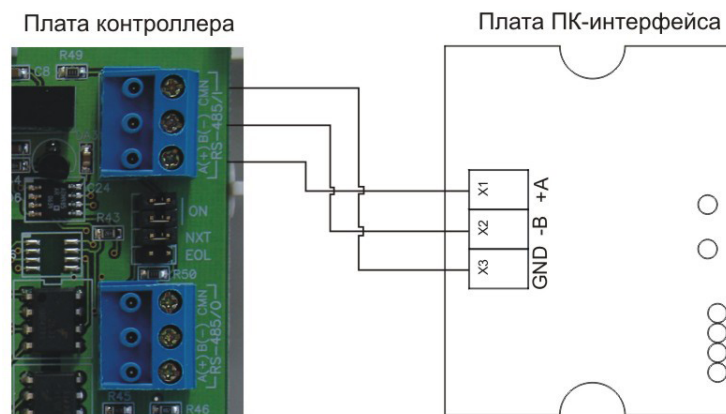 Плата контроллера
Плата ПК-интерфейса
R49
C8
CMN
B(-)
A(+)
RS-485/I
C24
R43
ON
NXT
EOL
R50
CMN
B(-)
A(+)
RS-485/O
R45
R46
X1
+A
X2
-B
X3
GND